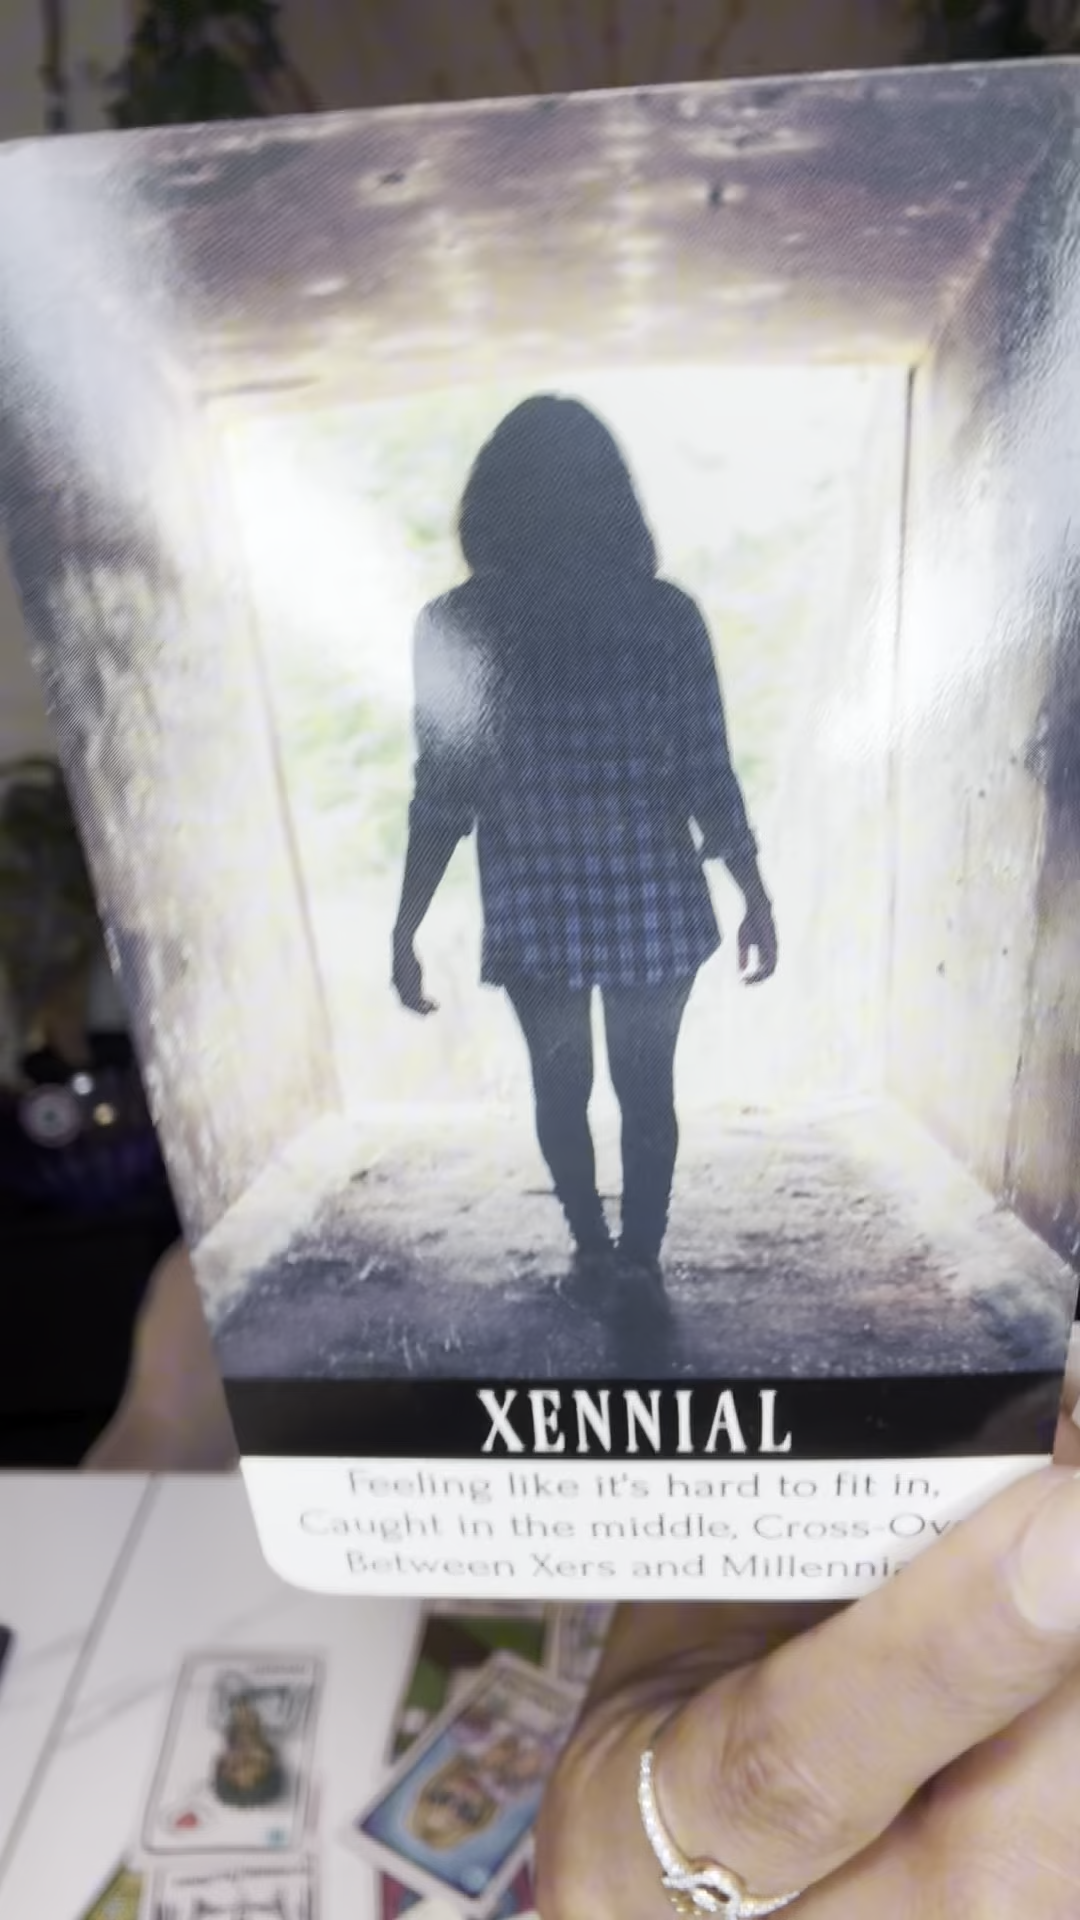 XENNIAL
Feeling like it's hard to fit in,
Caught in the middle, Cross-Ov
Between Xers and Millennia